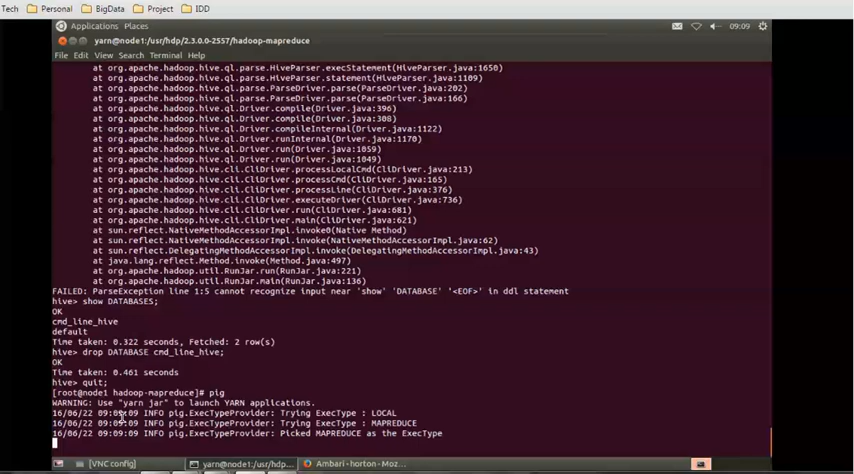 Tech Personal BigData Project IDD
Applications Places 09:09
yarn@node1:/usr/hdp/2.3.0.0-2557/hadoop-mapreduce
File Edit View Search Terminal Help
at org.apache.hadoop.hive.ql.parse.HiveParser.execStatement(HiveParser.java:1650)
at org.apache.hadoop.hive.ql.parse.HiveParser.statement(HiveParser.java:1109)
at org.apache.hadoop.hive.ql.parse.ParseDriver.parse(ParseDriver.java:202)
at org.apache.hadoop.hive.ql.parse.ParseDriver.parse(ParseDriver.java:166)
at org.apache.hadoop.hive.ql.Driver.compile(Driver.java:396)
at org.apache.hadoop.hive.ql.Driver.compile(Driver.java:308)
at org.apache.hadoop.hive.ql.Driver.compileInternal(Driver.java:1122)
at org.apache.hadoop.hive.ql.Driver.runInternal(Driver.java:1170)
at org.apache.hadoop.hive.ql.Driver.run(Driver.java:1059)
at org.apache.hadoop.hive.ql.Driver.run(Driver.java:1049)
at org.apache.hadoop.hive.cli.CliDriver.processLocalCmd(CliDriver.java:213)
at org.apache.hadoop.hive.cli.CliDriver.processCmd(CliDriver.java:165)
at org.apache.hadoop.hive.cli.CliDriver.processLine(CliDriver.java:376)
at org.apache.hadoop.hive.cli.CliDriver.executeDriver(CliDriver.java:736)
at org.apache.hadoop.hive.cli.CliDriver.run(CliDriver.java:681)
at org.apache.hadoop.hive.cli.CliDriver.main(CliDriver.java:621)
at sun.reflect.NativeMethodAccessorImpl.invoke0(Native Method)
at sun.reflect.NativeMethodAccessorImpl.invoke(NativeMethodAccessorImpl.java:62)
at sun.reflect.DelegatingMethodAccessorImpl.invoke(DelegatingMethodAccessorImpl.java:43)
at java.lang.reflect.Method.invoke(Method.java:497)
at org.apache.hadoop.util.RunJar.run(RunJar.java:221)
at org.apache.hadoop.util.RunJar.main(RunJar.java:136)
FAILED: ParseException line 1:5 cannot recognize input near 'show' 'DATABASE' '<EOF>' in ddl statement
hive> show DATABASES;
OK
cmd_line_hive
default
Time taken: 0.322 seconds, Fetched: 2 row(s)
hive> drop DATABASE cmd_line_hive;
OK
Time taken: 0.461 seconds
hive> quit;
[root@node1 hadoop-mapreduce]# pig
WARNING: Use "yarn jar" to launch YARN applications.
16/06/22 09:09:09 INFO pig.ExecTypeProvider: Trying ExecType : LOCAL
16/06/22 09:09:09 INFO pig.ExecTypeProvider: Trying ExecType : MAPREDUCE
16/06/22 09:09:09 INFO pig.ExecTypeProvider: Picked MAPREDUCE as the ExecType
[VNC config] yarn@node1:/usr/hdp... Ambari - horton - Moz...